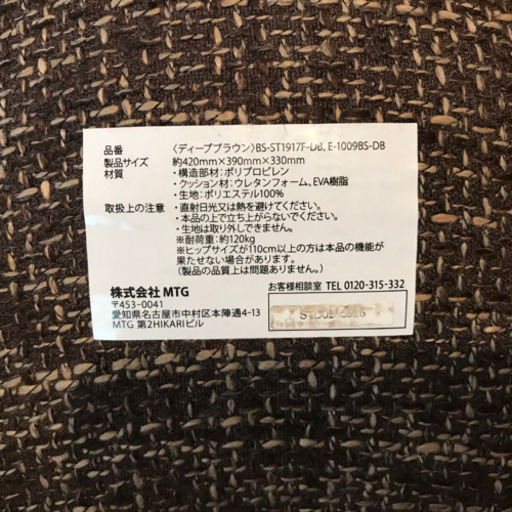 品番 〈ディープブラウン〉BS-ST1917F-DB, E-1009BS-DB
製品サイズ 約420mm×390mm×330mm
材質 ・構造部材：ポリプロピレン
・クッション材：ウレタンフォーム、EVA樹脂
・生地：ポリエステル100%
取扱上の注意 ・直射日光又は熱を避けてください。
・本品の上で立ち上がらないでください。
・生地は取り外しできません。
※耐荷重：約120kg
※ヒップサイズが110cm以上の方は本品の機能が
果たせない場合があります。
（製品の品質上は問題ありません。）
お客様相談室 TEL 0120-315-332
株式会社 MTG
〒453-0041
愛知県名古屋市中村区本陣通4-13
MTG 第2HIKARIビル